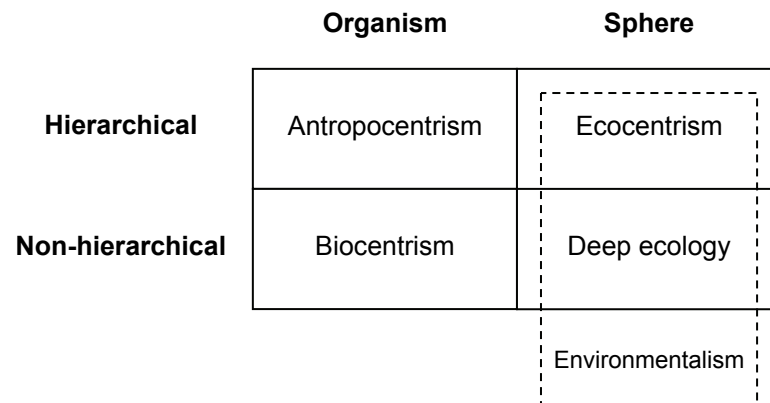 Organism Sphere
Hierarchical Antropocentrism Ecocentrism
Non-hierarchical Biocentrism Deep ecology
Environmentalism